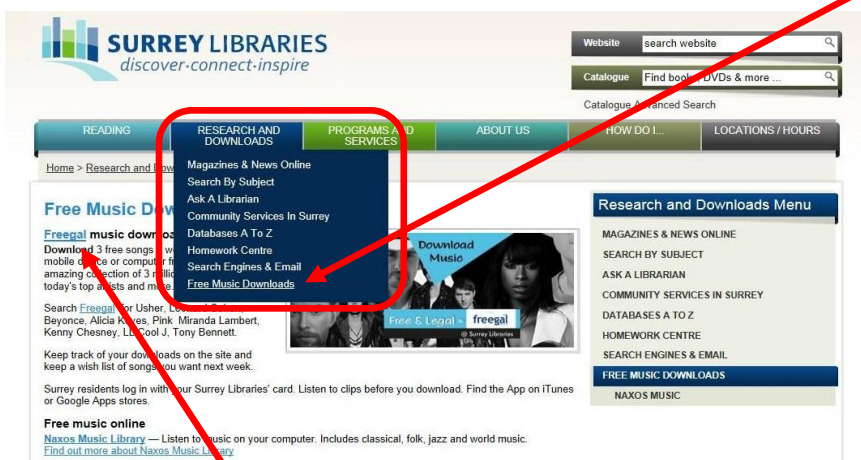 SURREY LIBRARIES
discover·connect·inspire
Website search website
Catalogue Find books, DVDs & more ...
Catalogue Advanced Search
READING
RESEARCH AND
DOWNLOADS
PROGRAMS AND
SERVICES
ABOUT US
HOW DO I...
LOCATIONS / HOURS
Home > Research and
Magazines & News Online
Search By Subject
Ask A Librarian
Community Services In Surrey
Databases A To Z
Homework Centre
Search Engines & Email
Free Music Downloads
Free Music
Freegal music
Download 3 free songs
mobile device or computer
amazing collection of 3
today's top artists and more.
Search Freegal for Usher,
Beyonce, Alicia Keyes, Pink Miranda Lambert,
Kenny Chesney, LL Cool J, Tony Bennett.
Keep track of your downloads on the site and
keep a wish list of songs you want next week.
Surrey residents log in with your Surrey Libraries' card. Listen to clips before you download. Find the App on iTunes
or Google Apps stores.
Free music online
Naxos Music Library — Listen to music on your computer. Includes classical, folk, jazz and world music.
Find out more about Naxos Music Library
Download
Music
Free & Legal
freegal
@ Surrey Libraries
Research and Downloads Menu
MAGAZINES & NEWS ONLINE
SEARCH BY SUBJECT
ASK A LIBRARIAN
COMMUNITY SERVICES IN SURREY
DATABASES A TO Z
HOMEWORK CENTRE
SEARCH ENGINES & EMAIL
FREE MUSIC DOWNLOADS
NAXOS MUSIC